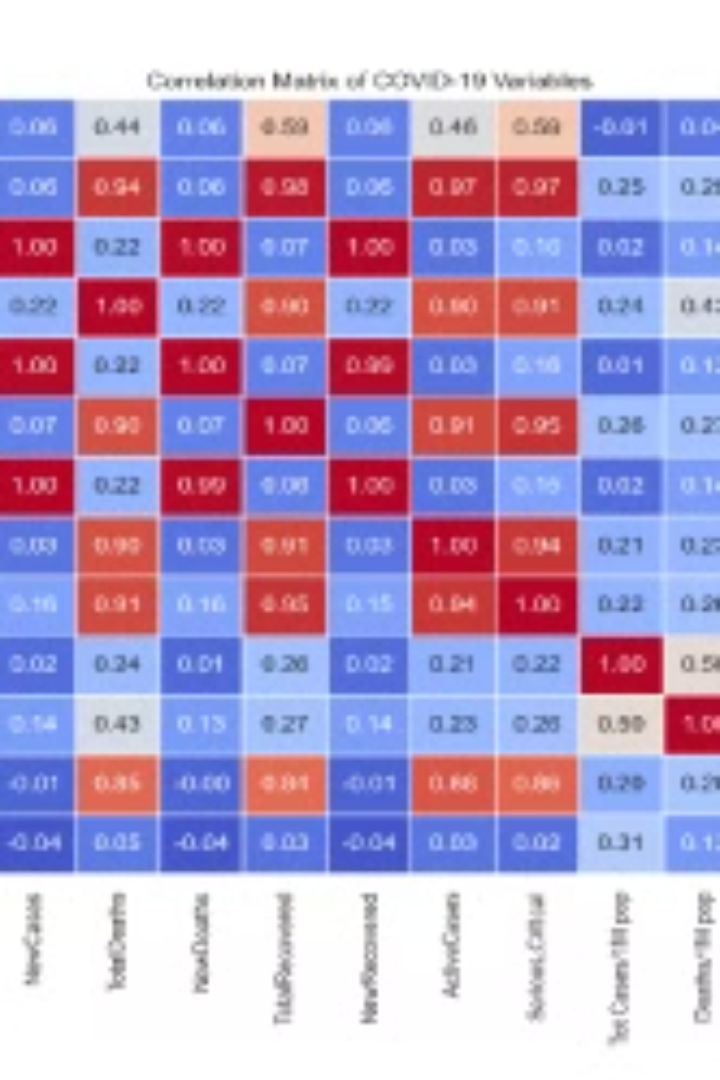 Correlation Matrix of COVID-19 Variables
0.06 0.44 0.06 0.59 0.06 0.46 0.59 -0.01
0.06 0.94 0.06 0.98 0.06 0.97 0.97 0.25
1.00 0.22 1.00 0.07 1.00 0.03 0.16 0.02
0.22 1.00 0.22 0.90 0.22 0.90 0.91 0.24
1.00 0.22 1.00 0.07 0.99 0.03 0.16 0.01
0.07 0.90 0.07 1.00 0.06 0.91 0.95 0.26
1.00 0.22 0.99 0.06 1.00 0.03 0.15 0.02
0.03 0.90 0.03 0.91 0.03 1.00 0.94 0.21
0.16 0.91 0.16 0.95 0.15 0.94 1.00 0.22
0.02 0.24 0.01 0.26 0.02 0.21 0.22 1.00
0.14 0.43 0.13 0.27 0.14 0.23 0.26 0.59
-0.01 0.85 -0.00 0.84 -0.01 0.20
-0.04 0.05 -0.04 0.03 -0.04 0.03 0.02 0.31
NewCases
TotalDeaths
NewDeaths
TotalRecovered
NewRecovered
ActiveCases
Serious,Critical
Tot Cases/1M pop
Deaths/1M pop